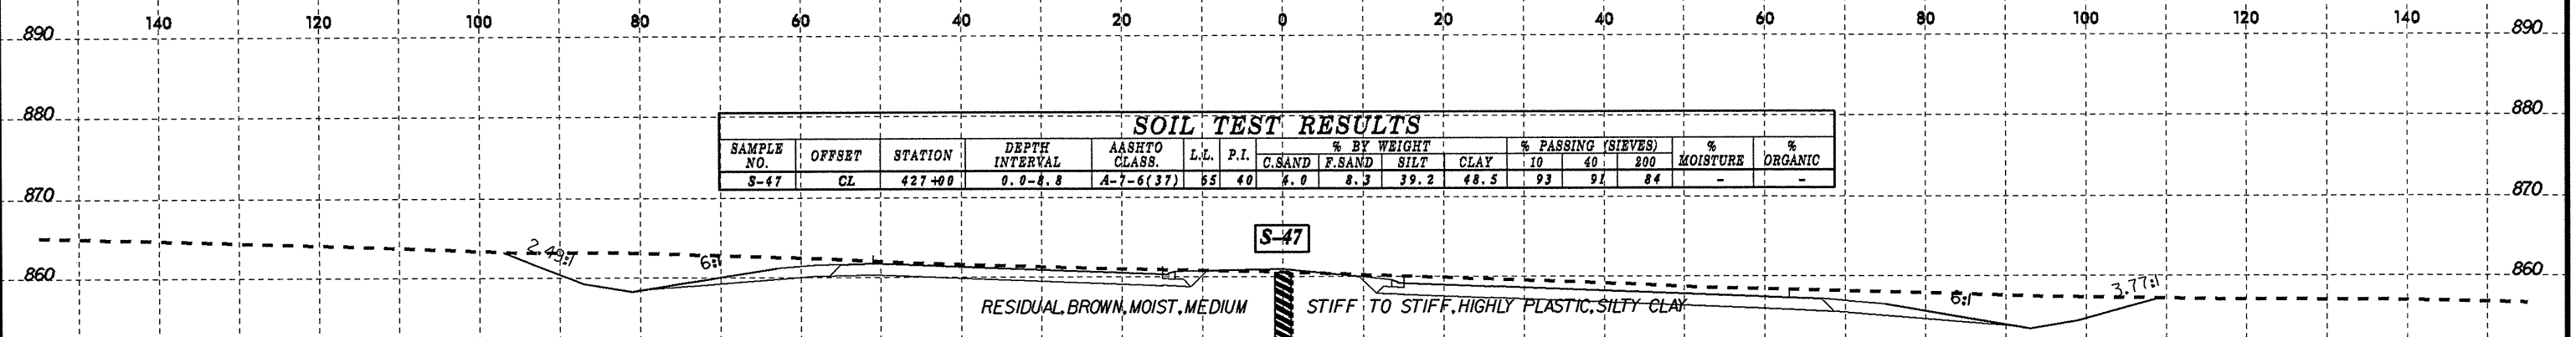 140 120 100 80 60 40 20 0 20 40 60 80 100 120 140
890 890
880 880
SOIL TEST RESULTS
SAMPLE NO. OFFSET STATION DEPTH INTERVAL AASHTO CLASS. L.L. P.I. % BY WEIGHT % PASSING (SIEVES) % MOISTURE % ORGANIC
C.SAND F.SAND SILT CLAY 10 40 200
S-47 CL 427+00 0.0-8.8 A-7-6(37) 65 40 4.0 8.3 39.2 48.5 93 91 84 - -
870 870
S-47
2.49:1 6:1 6:1 3.77:1
860 860
RESIDUAL,BROWN,MOIST,MEDIUM STIFF TO STIFF,HIGHLY PLASTIC,SILTY CLAY